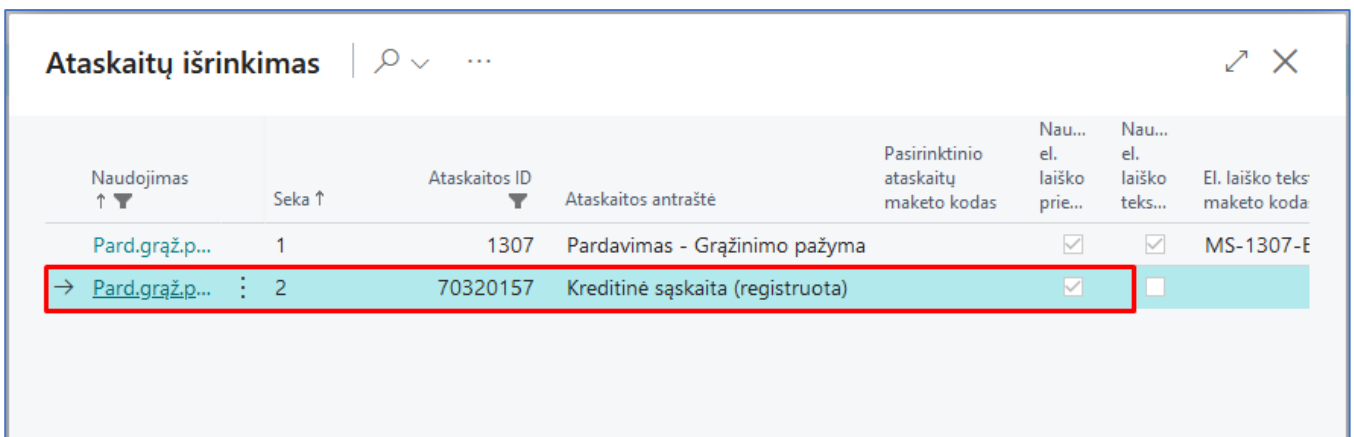 Ataskaitų išrinkimas
Naudojimas ↑
Seka ↑
Ataskaitos ID
Ataskaitos antraštė
Pasirinktinio
ataskaitų
maketo kodas
Nau...
el.
laiško
prie...
Nau...
el.
laiško
teks...
El. laiško tekst
maketo koda
Pard.grąž.p... 1 1307 Pardavimas - Grąžinimo pažyma MS-1307-E
→ Pard.grąž.p... 2 70320157 Kreditinė sąskaita (registruota)